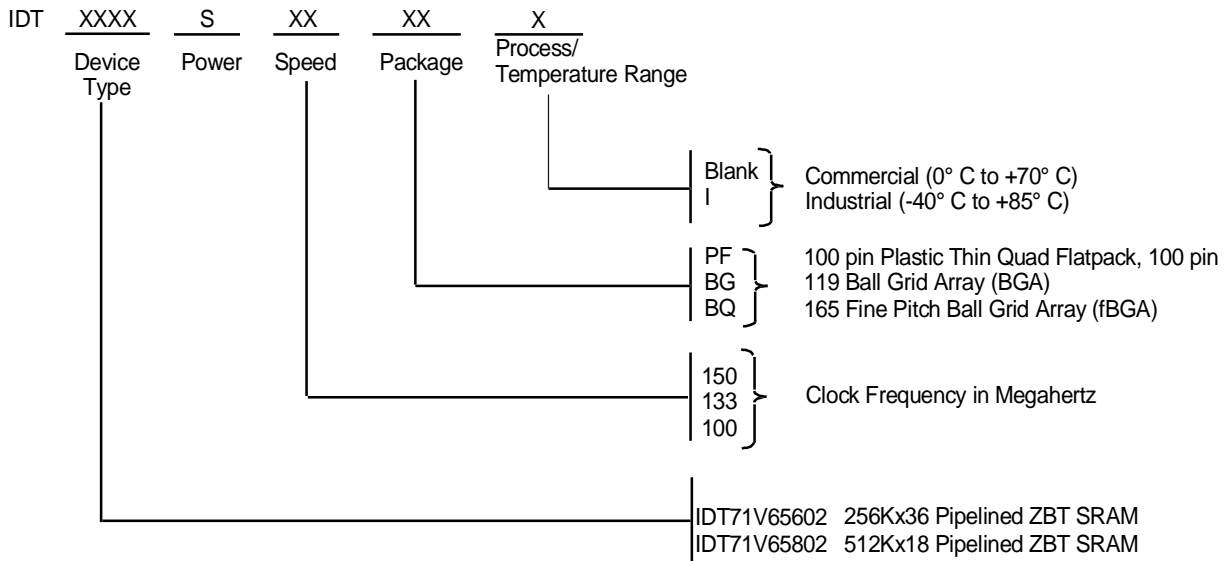 IDT XXXX S XX XX X
Device Type Power Speed Package Process/ Temperature Range
Blank Commercial (0° C to +70° C)
I Industrial (-40° C to +85° C)
PF 100 pin Plastic Thin Quad Flatpack, 100 pin
BG 119 Ball Grid Array (BGA)
BQ 165 Fine Pitch Ball Grid Array (fBGA)
150
133 Clock Frequency in Megahertz
100
IDT71V65602 256Kx36 Pipelined ZBT SRAM
IDT71V65802 512Kx18 Pipelined ZBT SRAM